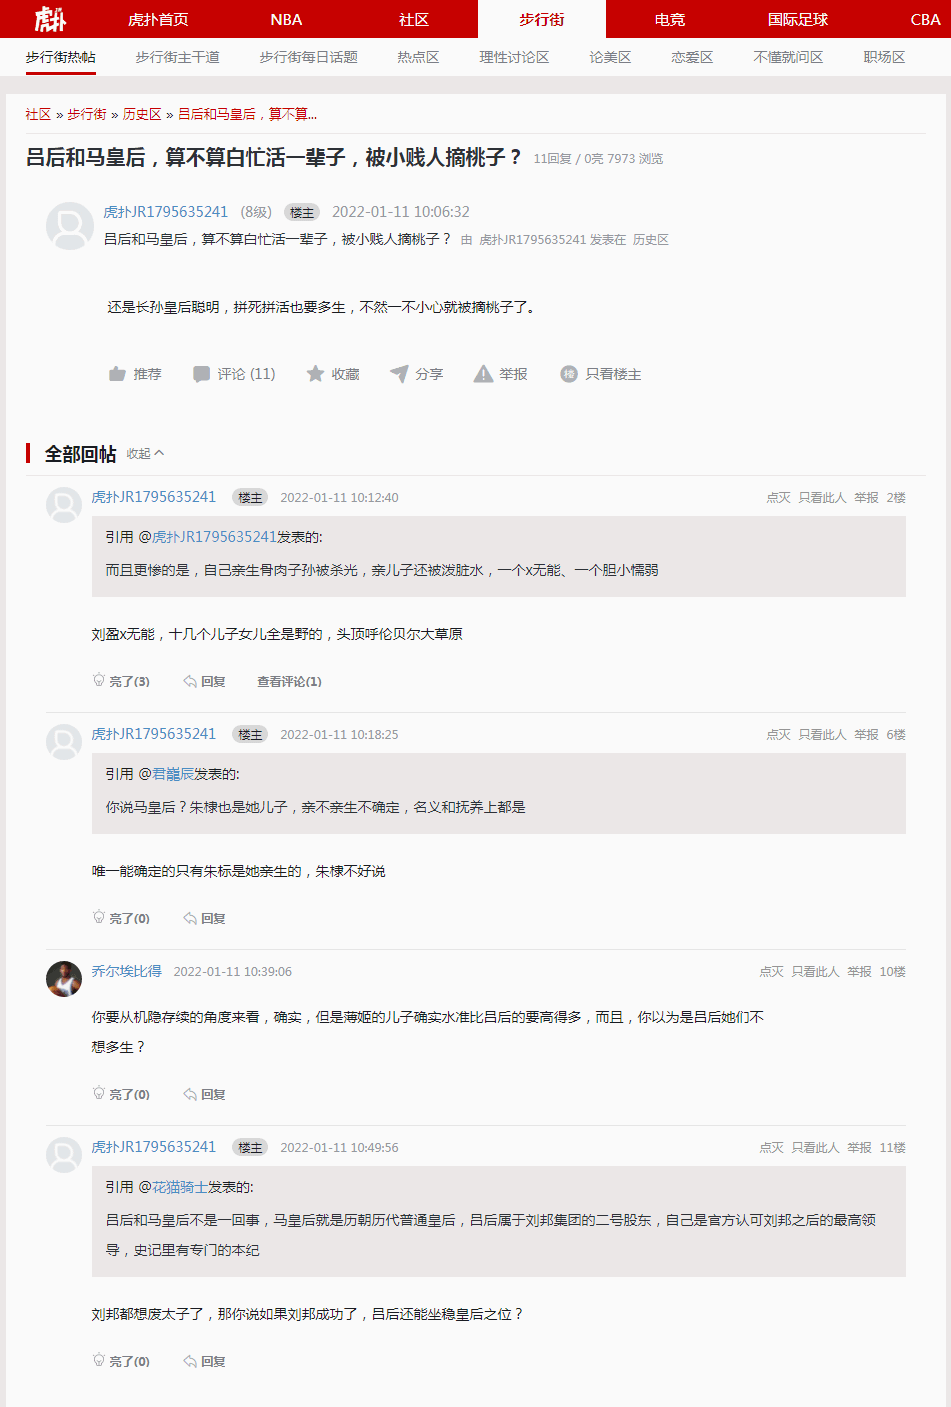 虎扑 虎扑首页 NBA 社区 步行街 电竞 国际足球 CBA
步行街热帖 步行街主干道 步行街每日话题 热点区 理性讨论区 论美区 恋爱区 不懂就问区 职场区
社区 » 步行街 » 历史区 » 吕后和马皇后，算不算...
吕后和马皇后，算不算白忙活一辈子，被小贱人摘桃子？ 11回复 / 0亮 7973 浏览
虎扑JR1795635241 (8级) 楼主 2022-01-11 10:06:32
吕后和马皇后，算不算白忙活一辈子，被小贱人摘桃子？ 由 虎扑JR1795635241 发表在 历史区
还是长孙皇后聪明，拼死拼活也要多生，不然一不小心就被摘桃子了。
推荐 评论 (11) 收藏 分享 举报 楼 只看楼主
全部回帖 收起
虎扑JR1795635241 楼主 2022-01-11 10:12:40 点灭 只看此人 举报 2楼
引用 @虎扑JR1795635241发表的:
而且更惨的是，自己亲生骨肉子孙被杀光，亲儿子还被泼脏水，一个x无能、一个胆小懦弱
刘盈x无能，十几个儿子女儿全是野的，头顶呼伦贝尔大草原
亮了(3) 回复 查看评论(1)
虎扑JR1795635241 楼主 2022-01-11 10:18:25 点灭 只看此人 举报 6楼
引用 @君巃辰发表的:
你说马皇后？朱棣也是她儿子，亲不亲生不确定，名义和抚养上都是
唯一能确定的只有朱标是她亲生的，朱棣不好说
亮了(0) 回复
乔尔埃比得 2022-01-11 10:39:06 点灭 只看此人 举报 10楼
你要从机隐存续的角度来看，确实，但是薄姬的儿子确实水准比吕后的要高得多，而且，你以为是吕后她们不
想多生？
亮了(0) 回复
虎扑JR1795635241 楼主 2022-01-11 10:49:56 点灭 只看此人 举报 11楼
引用 @花猫骑士发表的:
吕后和马皇后不是一回事，马皇后就是历朝历代普通皇后，吕后属于刘邦集团的二号股东，自己是官方认可刘邦之后的最高领
导，史记里有专门的本纪
刘邦都想废太子了，那你说如果刘邦成功了，吕后还能坐稳皇后之位？
亮了(0) 回复